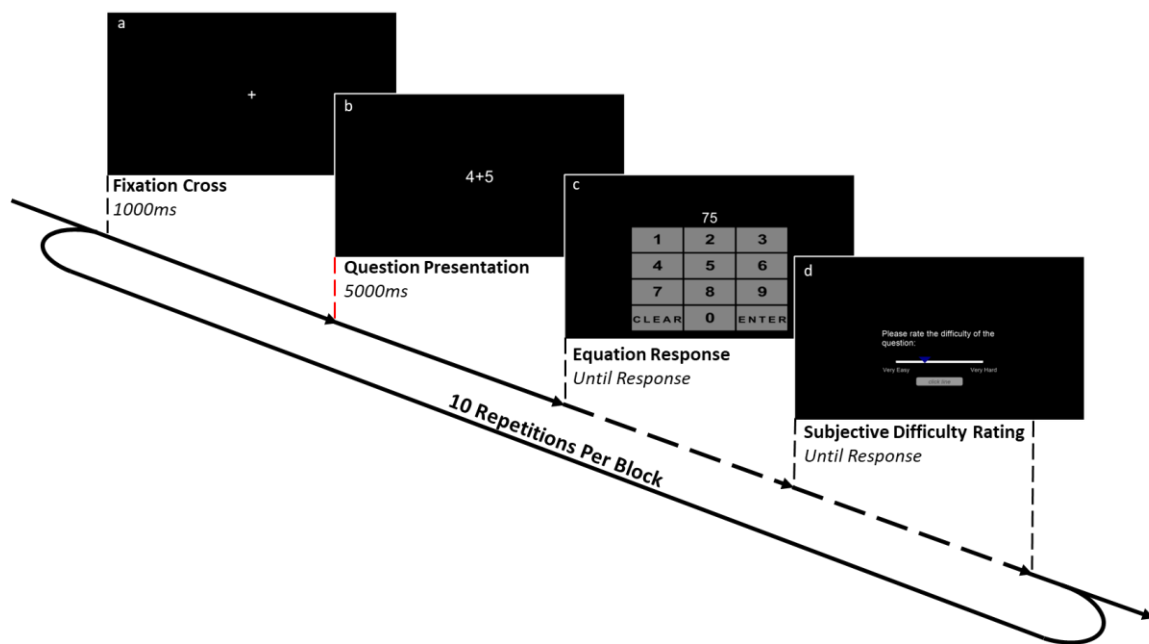 a
+
Fixation Cross
1000ms
b
4+5
Question Presentation
5000ms
c
75
1 2 3
4 5 6
7 8 9
CLEAR 0 ENTER
Equation Response
Until Response
d
Please rate the difficulty of the
question:
Very Easy Very Hard
click line
Subjective Difficulty Rating
Until Response
10 Repetitions Per Block